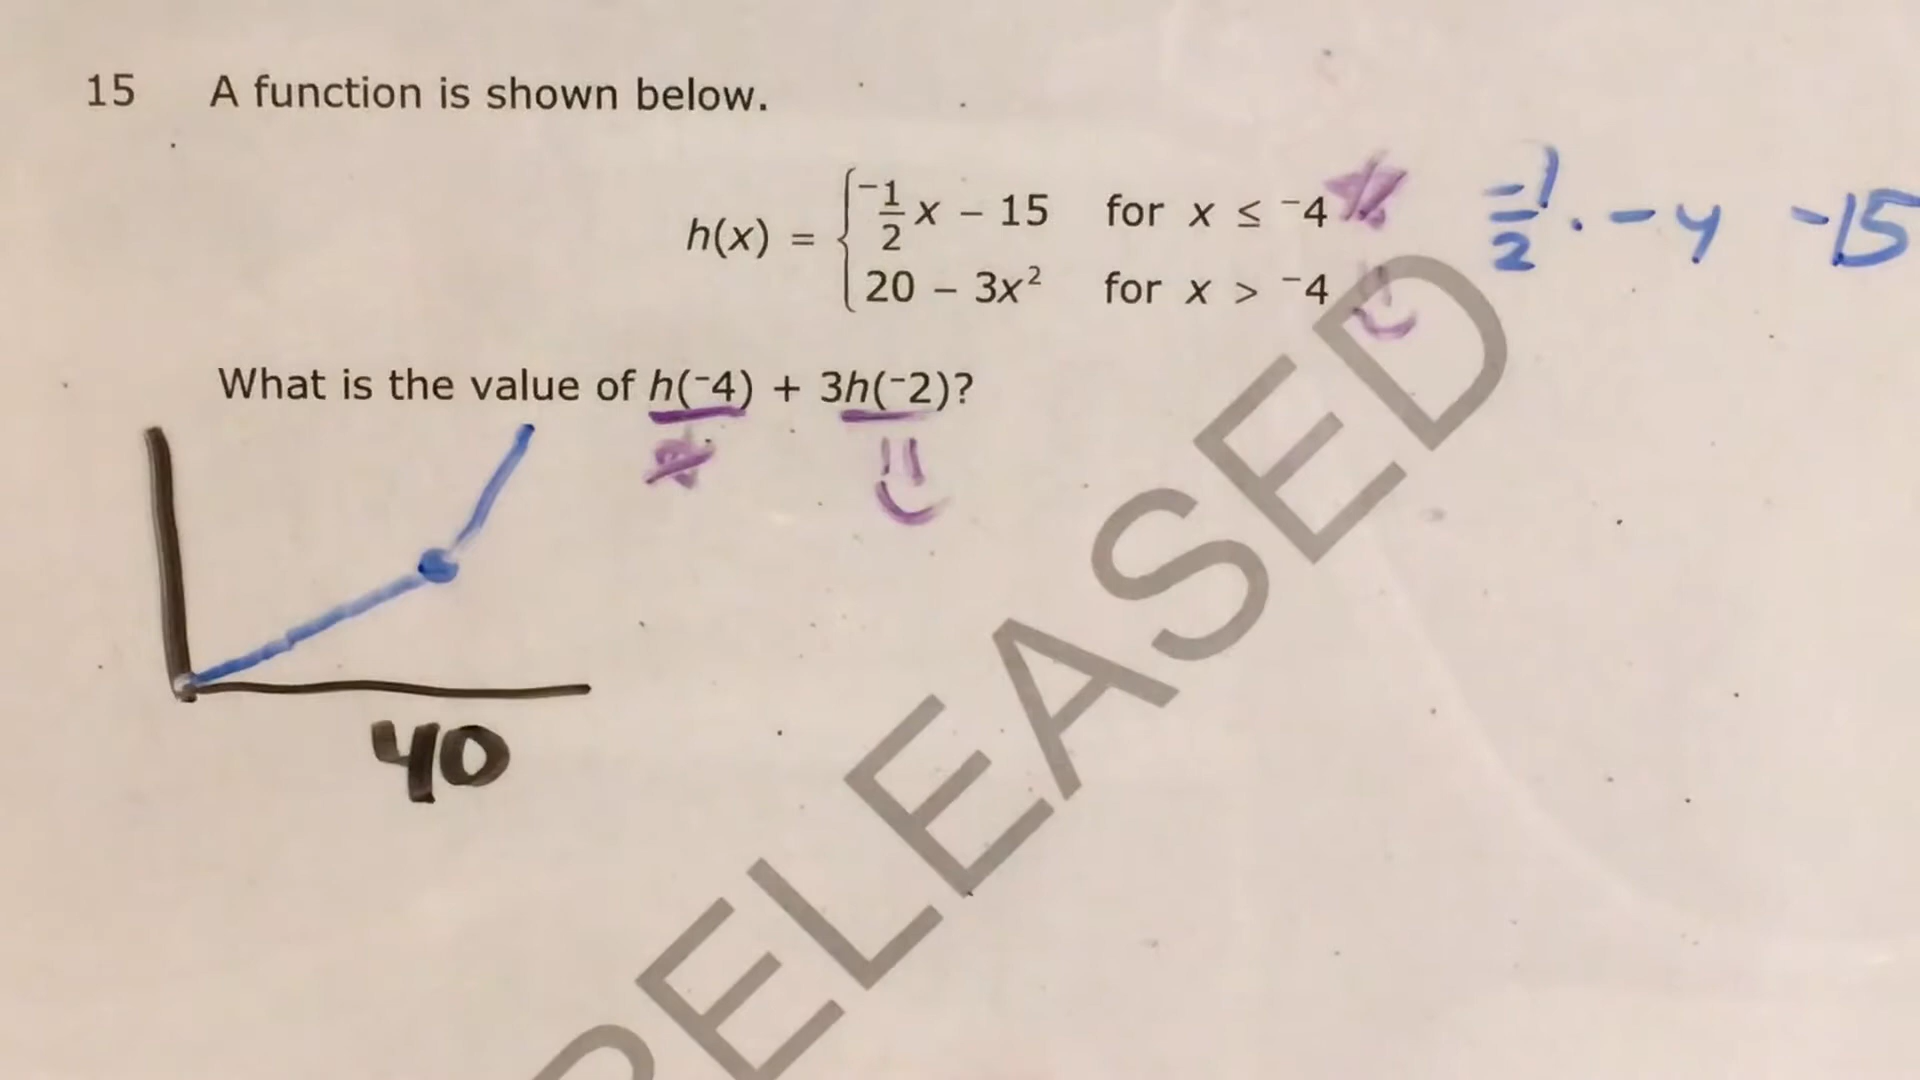 15 A function is shown below.
h(x) = { ⁻1/2 x − 15 for x ≤ ⁻4
20 − 3x² for x > ⁻4
-1/2 · -4 -15
What is the value of h(⁻4) + 3h(⁻2)?
40
RELEASED